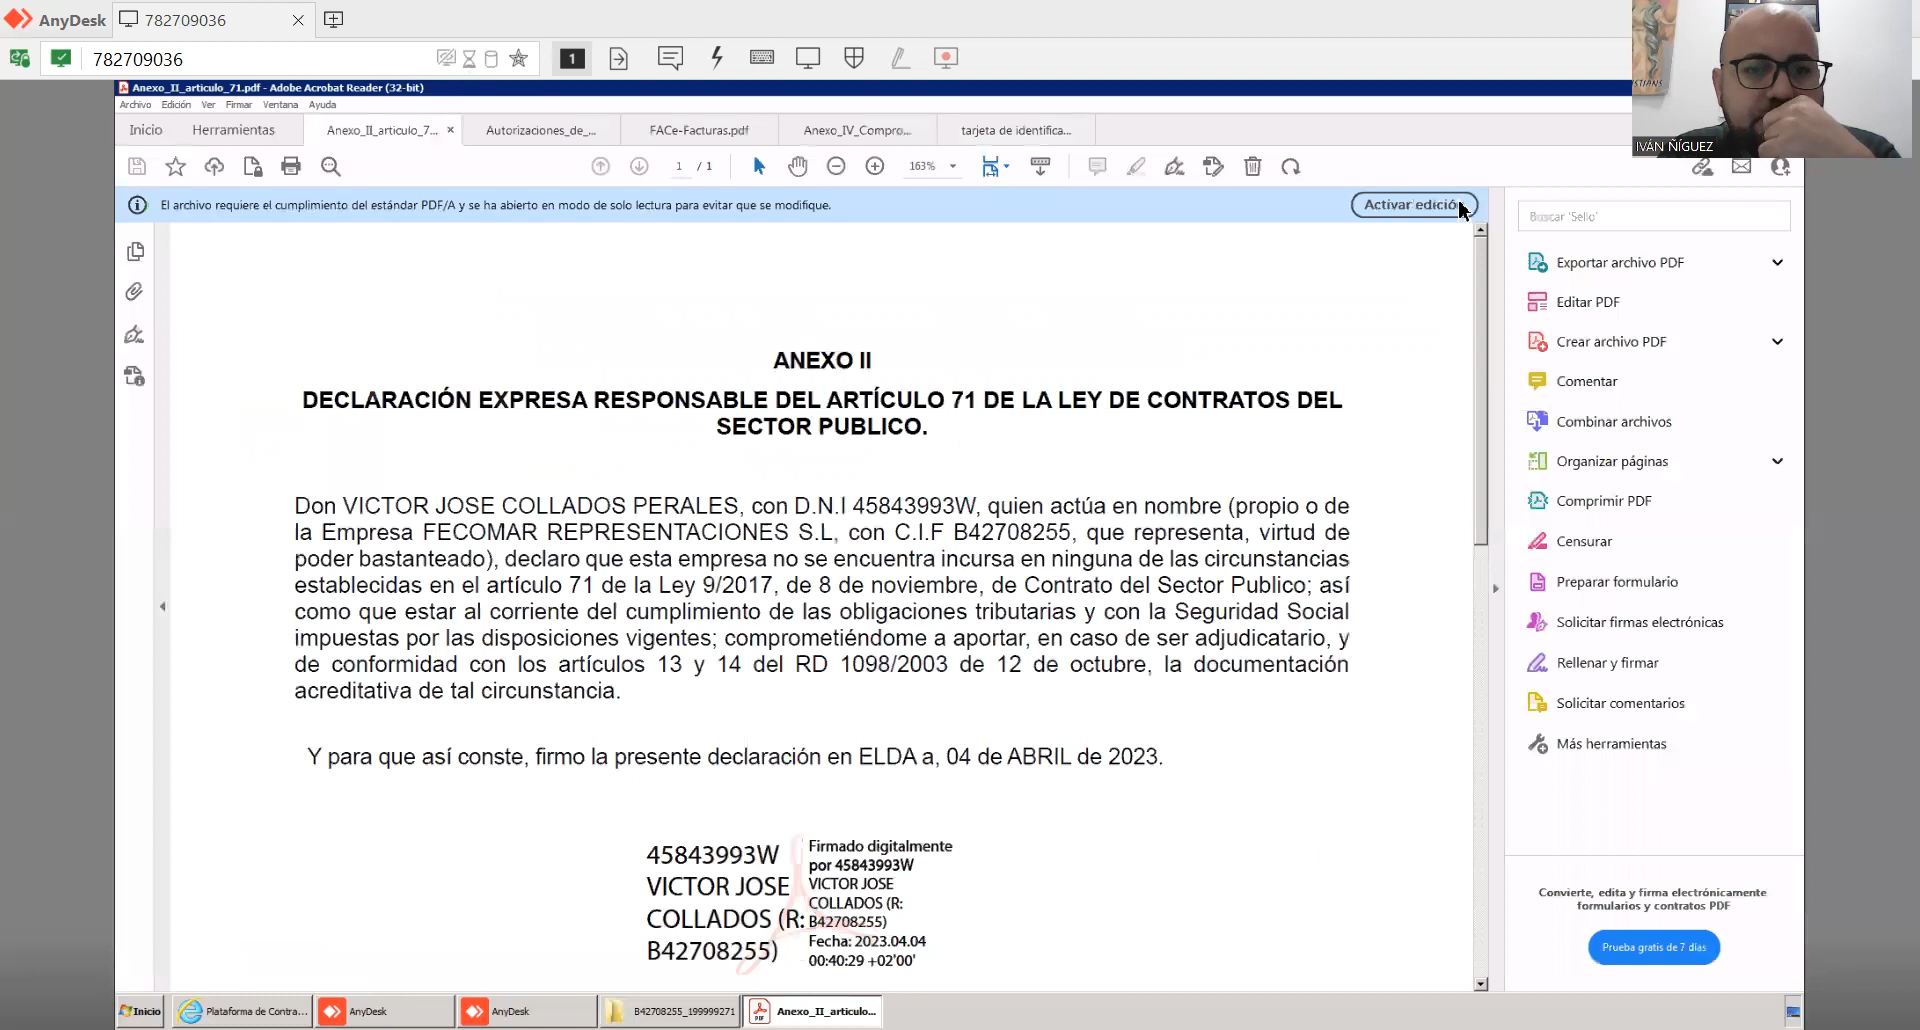 AnyDesk
782709036
782709036
1
Anexo_II_articulo_71.pdf - Adobe Acrobat Reader (32-bit)
Archivo Edición Ver Firmar Ventana Ayuda
Inicio Herramientas Anexo_II_articulo_7... Autorizaciones_de_... FACe-Facturas.pdf Anexo_IV_Compro... tarjeta de identifica...
1 / 1 163%
El archivo requiere el cumplimiento del estándar PDF/A y se ha abierto en modo de solo lectura para evitar que se modifique.
IVÁN ÑÍGUEZ
Buscar 'Sello'
Exportar archivo PDF
Editar PDF
Crear archivo PDF
Comentar
Combinar archivos
Organizar páginas
Comprimir PDF
Censurar
Preparar formulario
Solicitar firmas electrónicas
Rellenar y firmar
Solicitar comentarios
Más herramientas
Convierte, edita y firma electrónicamente
formularios y contratos PDF
Prueba gratis de 7 días
ANEXO II
DECLARACIÓN EXPRESA RESPONSABLE DEL ARTÍCULO 71 DE LA LEY DE CONTRATOS DEL
SECTOR PUBLICO.
Don VICTOR JOSE COLLADOS PERALES, con D.N.I 45843993W, quien actúa en nombre (propio o de
la Empresa FECOMAR REPRESENTACIONES S.L, con C.I.F B42708255, que representa, virtud de
poder bastanteado), declaro que esta empresa no se encuentra incursa en ninguna de las circunstancias
establecidas en el artículo 71 de la Ley 9/2017, de 8 de noviembre, de Contrato del Sector Publico; así
como que estar al corriente del cumplimiento de las obligaciones tributarias y con la Seguridad Social
impuestas por las disposiciones vigentes; comprometiéndome a aportar, en caso de ser adjudicatario, y
de conformidad con los artículos 13 y 14 del RD 1098/2003 de 12 de octubre, la documentación
acreditativa de tal circunstancia.
Y para que así conste, firmo la presente declaración en ELDA a, 04 de ABRIL de 2023.
45843993W
VICTOR JOSE
COLLADOS (R:
B42708255)
Firmado digitalmente
por 45843993W
VICTOR JOSE
COLLADOS (R:
B42708255)
Fecha: 2023.04.04
00:40:29 +02'00'
Inicio Plataforma de Contra... AnyDesk AnyDesk B42708255_199999271 Anexo_II_articulo...